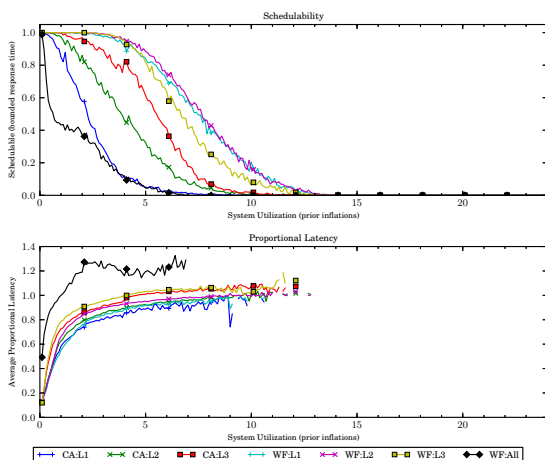 Schedulability
Schedulable (bounded response time)
1.0
0.8
0.6
0.4
0.2
0.0
0 5 10 15 20
System Utilization (prior inflations)
Proportional Latency
Average Proportional Latency
1.4
1.2
1.0
0.8
0.6
0.4
0.2
0.0
0 5 10 15 20
System Utilization (prior inflations)
CA:L1 CA:L2 CA:L3 WF:L1 WF:L2 WF:L3 WF:All